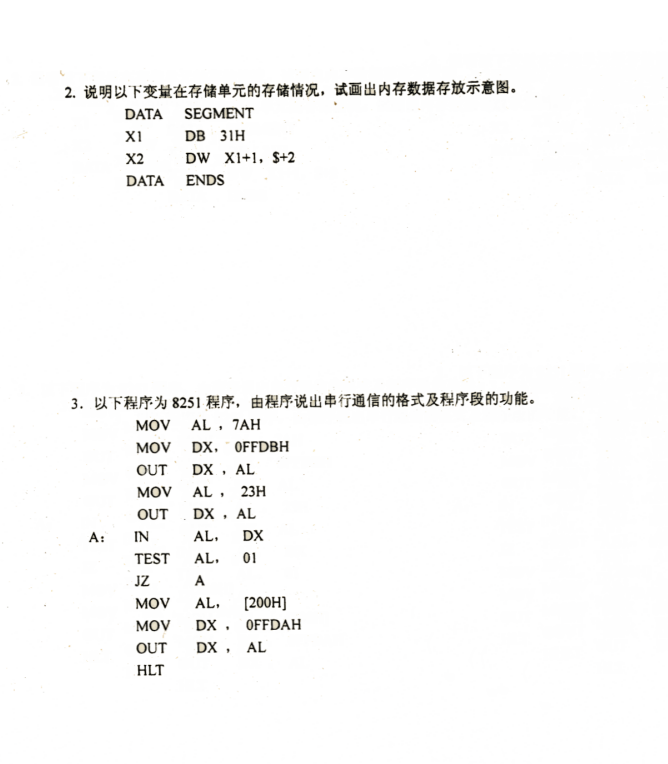 2. 说明以下变量在存储单元的存储情况，试画出内存数据存放示意图。
DATA SEGMENT
X1 DB 31H
X2 DW X1+1，$+2
DATA ENDS
3．以下程序为 8251 程序，由程序说出串行通信的格式及程序段的功能。
MOV AL ，7AH
MOV DX， 0FFDBH
OUT DX ，AL
MOV AL ， 23H
OUT DX ，AL
A： IN AL， DX
TEST AL， 01
JZ A
MOV AL， [200H]
MOV DX ， 0FFDAH
OUT DX ， AL
HLT